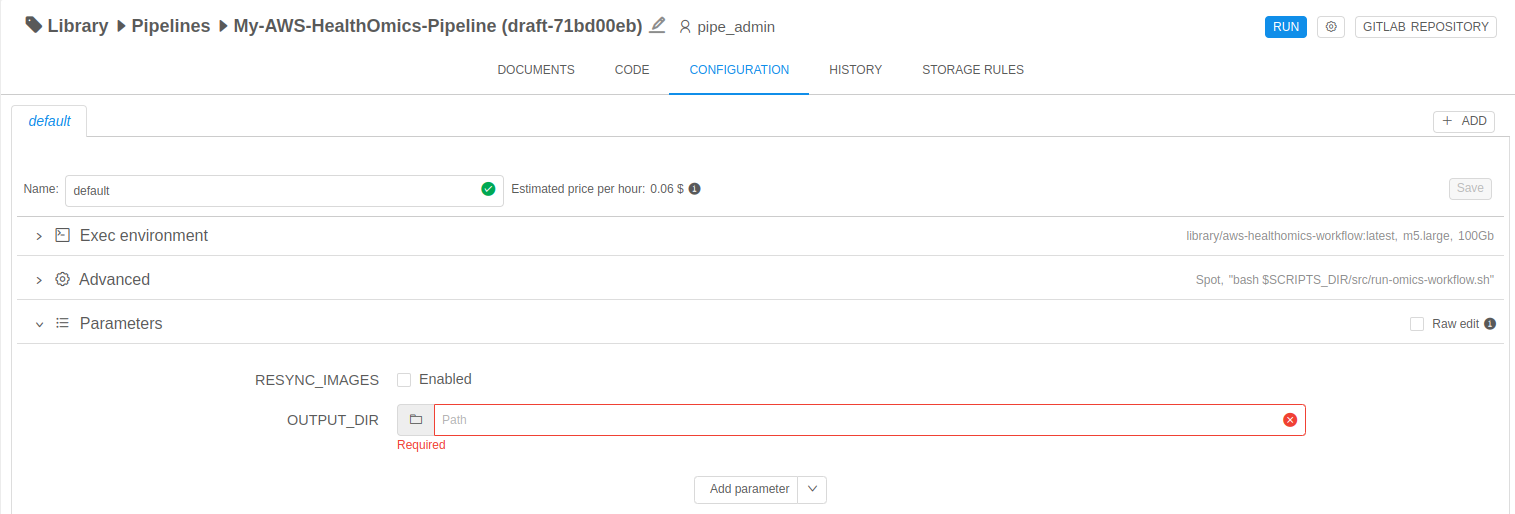 Library Pipelines My-AWS-HealthOmics-Pipeline (draft-71bd00eb) pipe_admin RUN GITLAB REPOSITORY
DOCUMENTS CODE CONFIGURATION HISTORY STORAGE RULES
default + ADD
Name: default Estimated price per hour: 0.06 $ Save
Exec environment library/aws-healthomics-workflow:latest, m5.large, 100Gb
Advanced Spot, "bash $SCRIPTS_DIR/src/run-omics-workflow.sh"
Parameters Raw edit
RESYNC_IMAGES Enabled
OUTPUT_DIR Path
Required
Add parameter